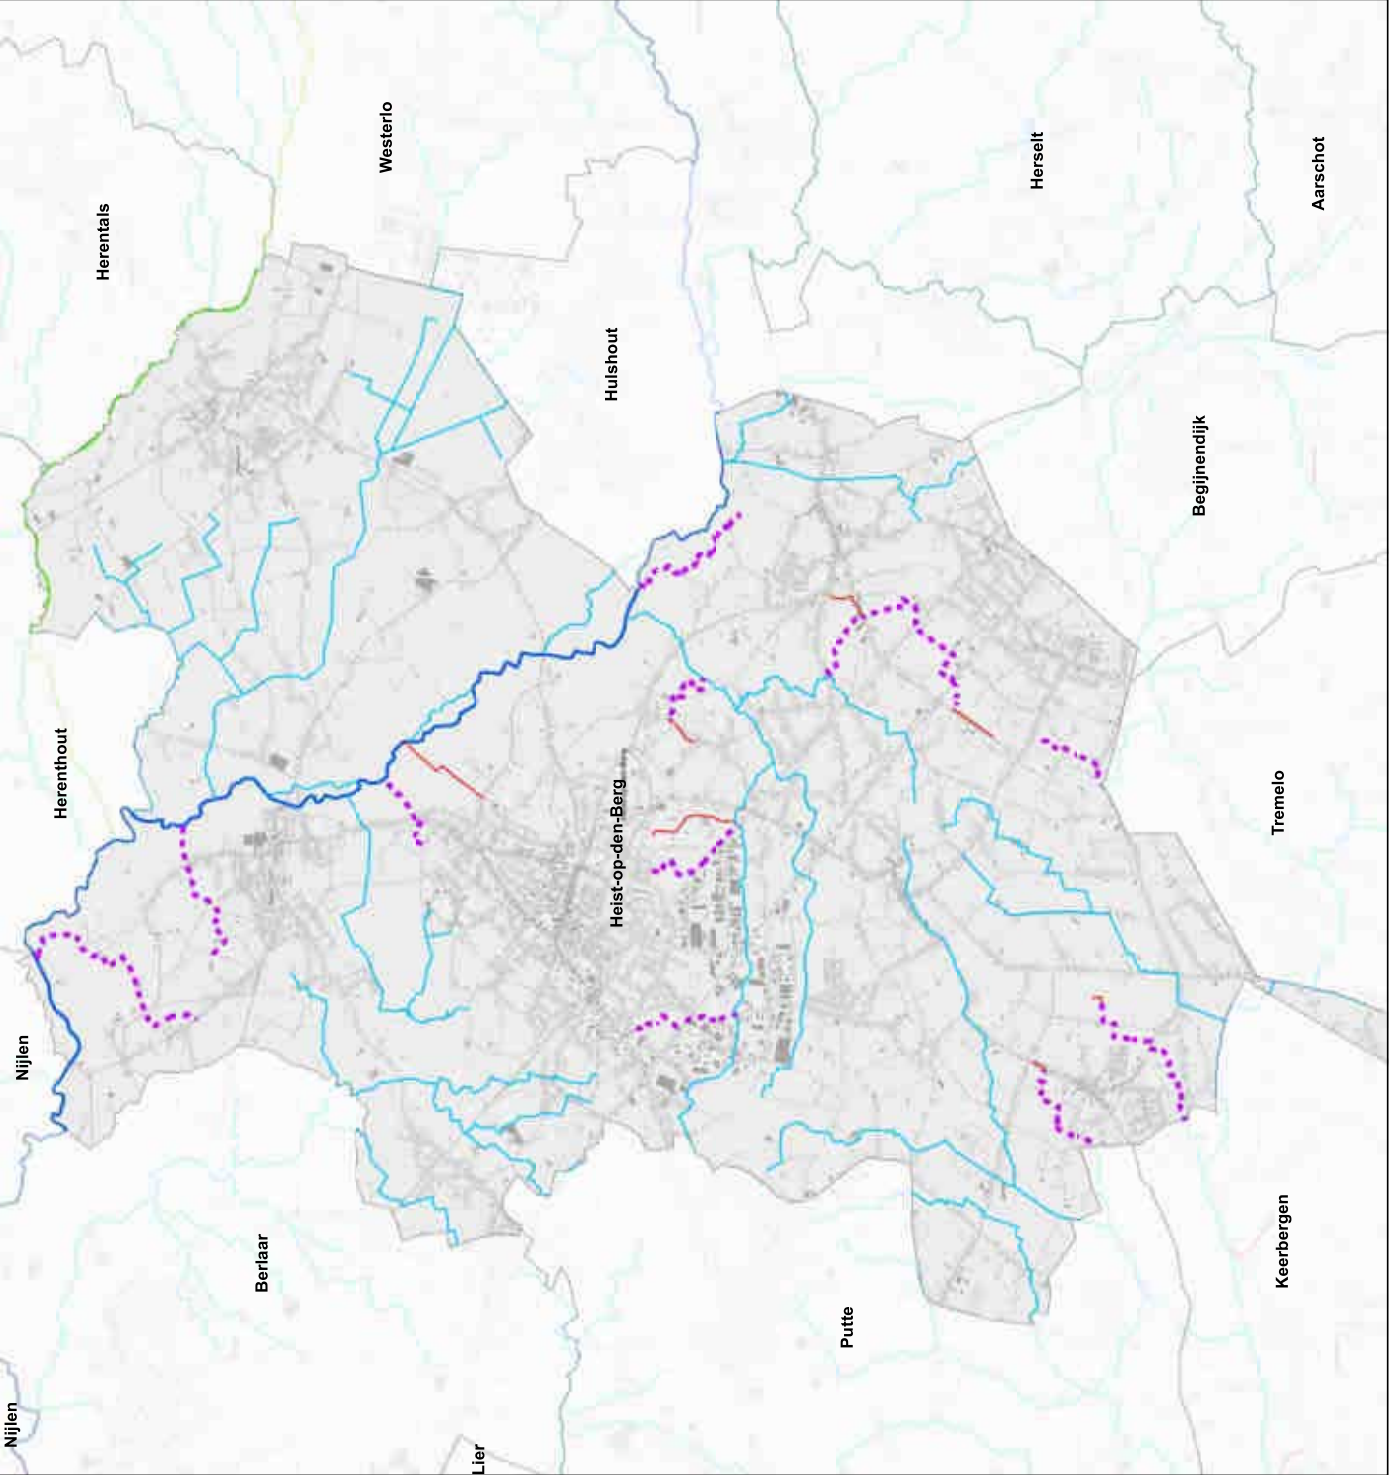 Nijlen
Lier
Berlaar
Putte
Keerbergen
Nijlen
Herenthout
Heist-op-den-Berg
Tremelo
Begijnendijk
Hulshout
Herentals
Westerlo
Herselt
Aarschot